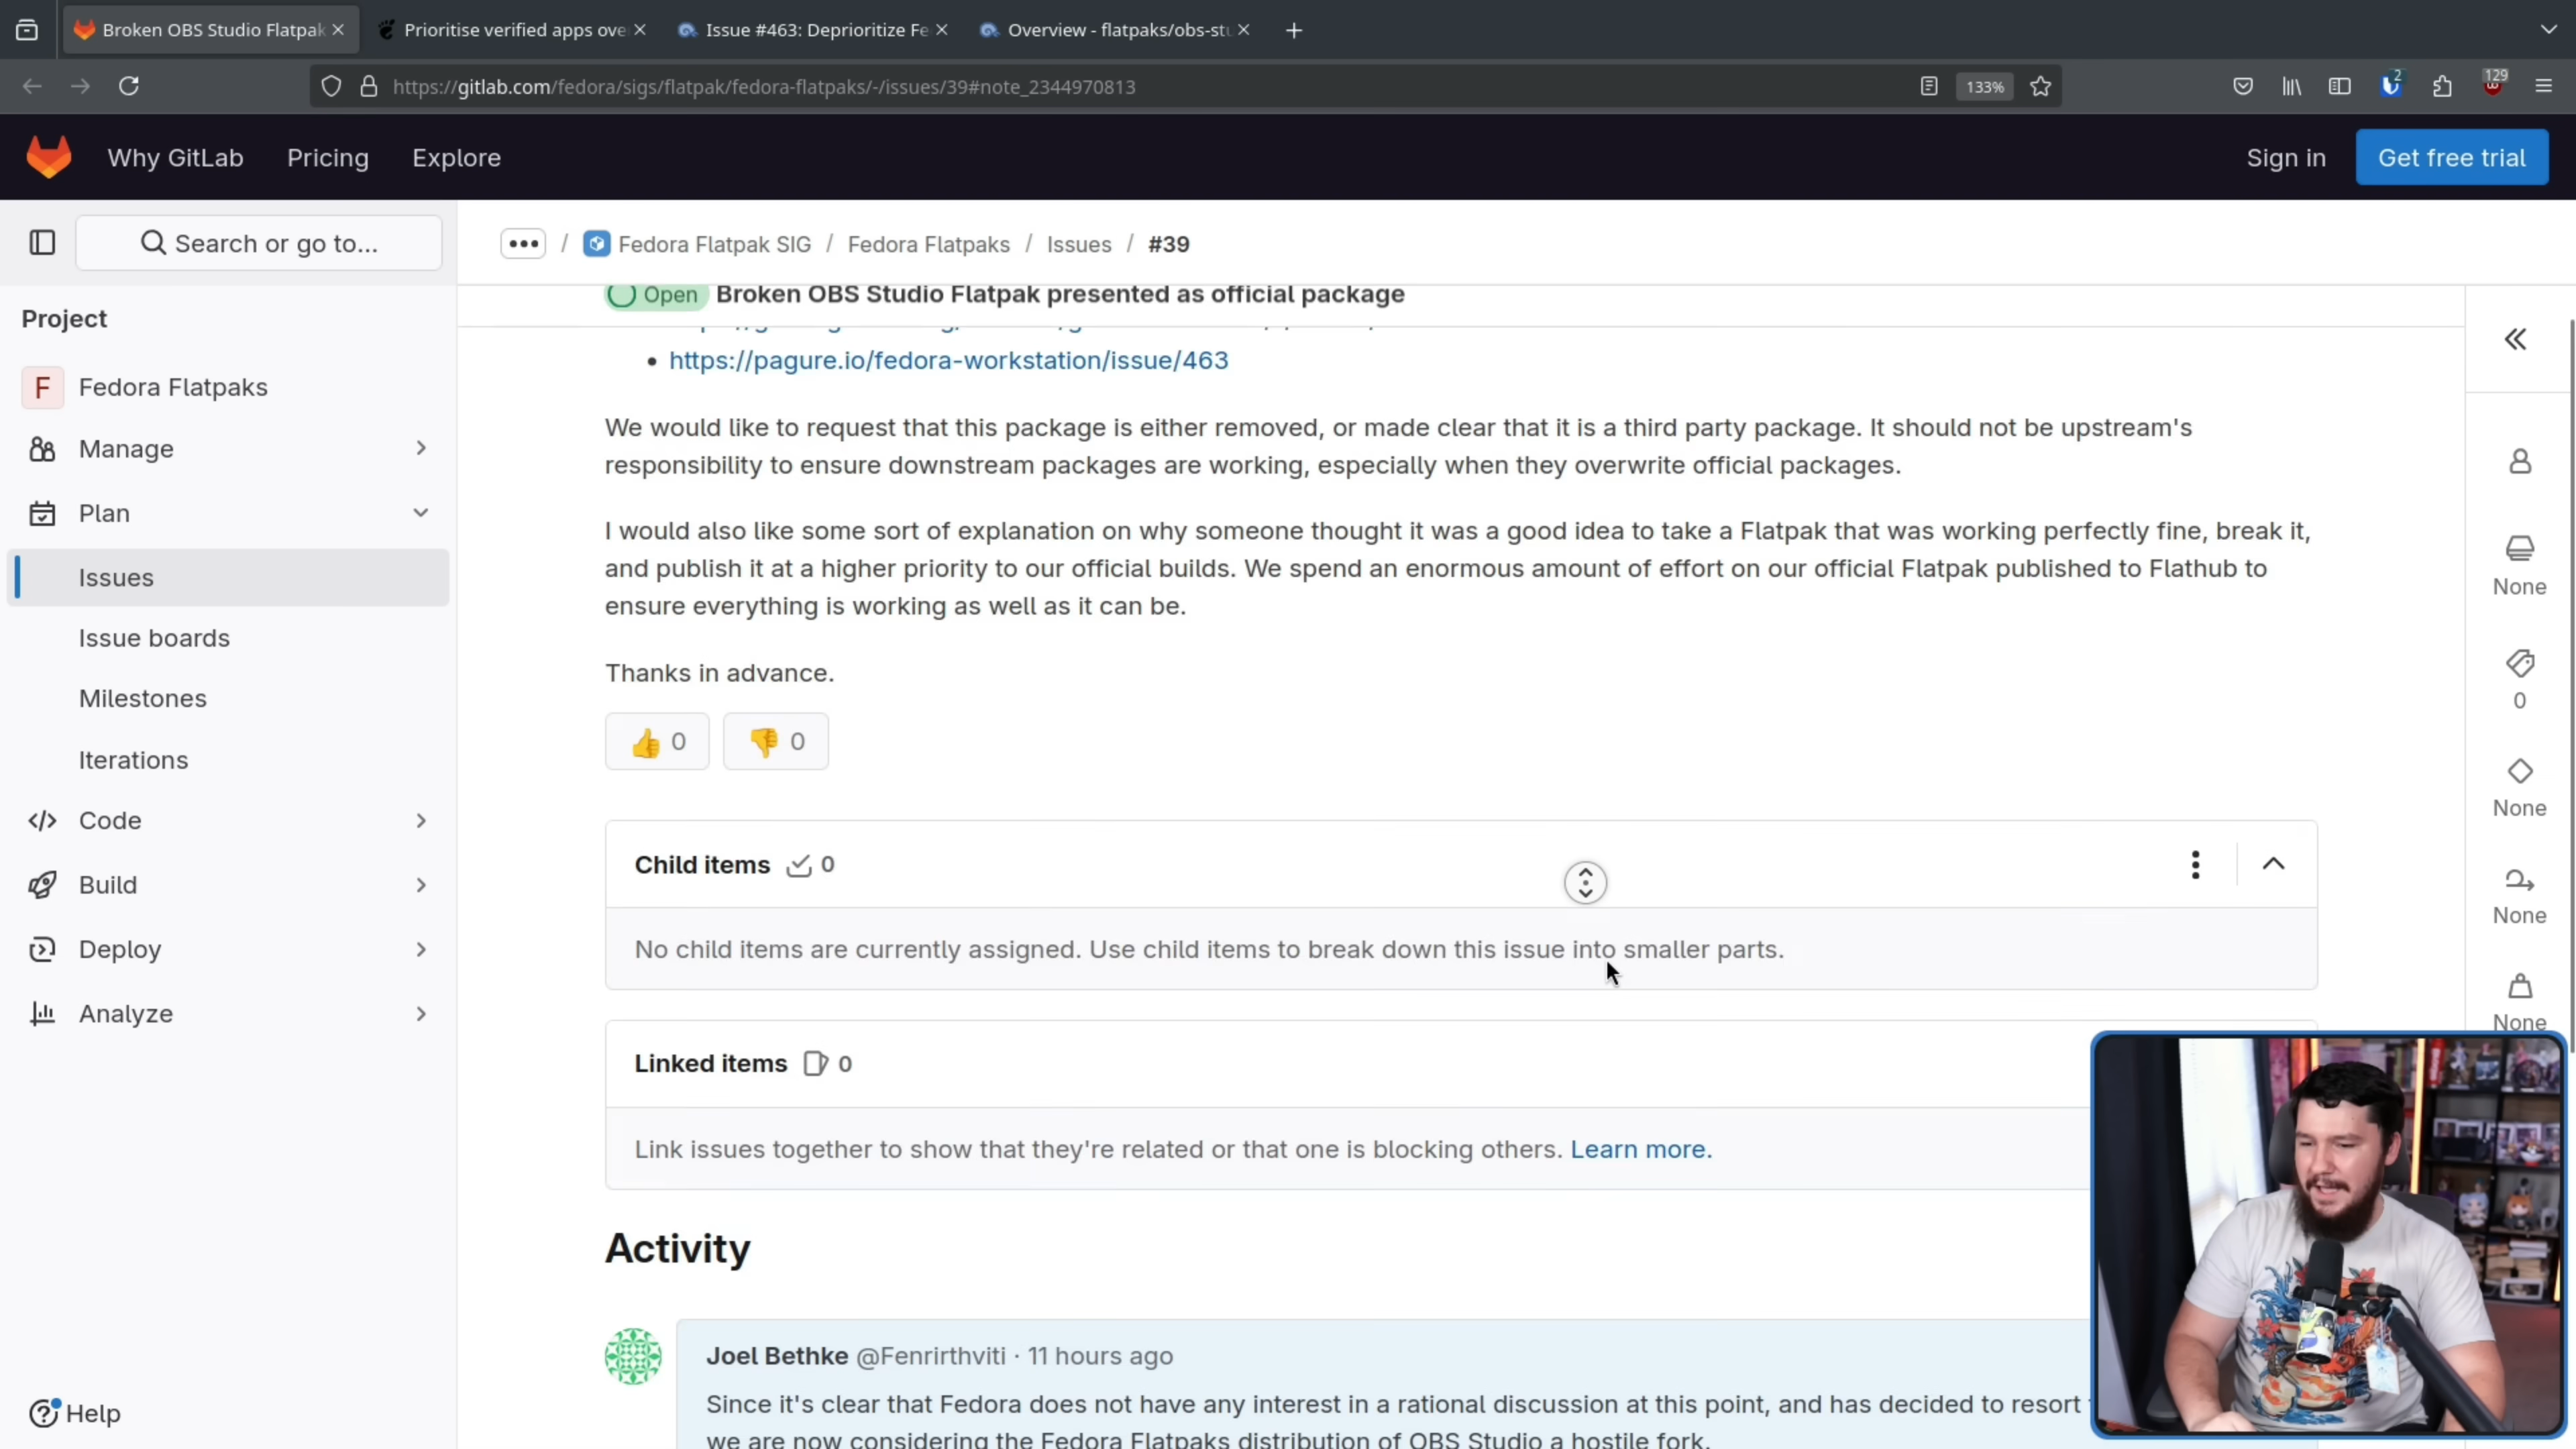 Broken OBS Studio Flatpak
Prioritise verified apps ove
Issue #463: Deprioritize Fe
Overview - flatpaks/obs-stu
https://gitlab.com/fedora/sigs/flatpak/fedora-flatpaks/-/issues/39#note_2344970813
133%
2
129
Why GitLab
Pricing
Explore
Sign in
Get free trial
Search or go to...
/ Fedora Flatpak SIG / Fedora Flatpaks / Issues / #39
Project
F Fedora Flatpaks
Manage
Plan
Issues
Issue boards
Milestones
Iterations
Code
Build
Deploy
Analyze
Help
Open Broken OBS Studio Flatpak presented as official package
• https://pagure.io/fedora-workstation/issue/463
We would like to request that this package is either removed, or made clear that it is a third party package. It should not be upstream's
responsibility to ensure downstream packages are working, especially when they overwrite official packages.
I would also like some sort of explanation on why someone thought it was a good idea to take a Flatpak that was working perfectly fine, break it,
and publish it at a higher priority to our official builds. We spend an enormous amount of effort on our official Flatpak published to Flathub to
ensure everything is working as well as it can be.
Thanks in advance.
👍 0
👎 0
Child items 0
No child items are currently assigned. Use child items to break down this issue into smaller parts.
Linked items 0
Link issues together to show that they're related or that one is blocking others. Learn more.
Activity
Joel Bethke @Fenrirthviti · 11 hours ago
Since it's clear that Fedora does not have any interest in a rational discussion at this point, and has decided to resort
we are now considering the Fedora Flatpaks distribution of OBS Studio a hostile fork.
None
0
None
None
None